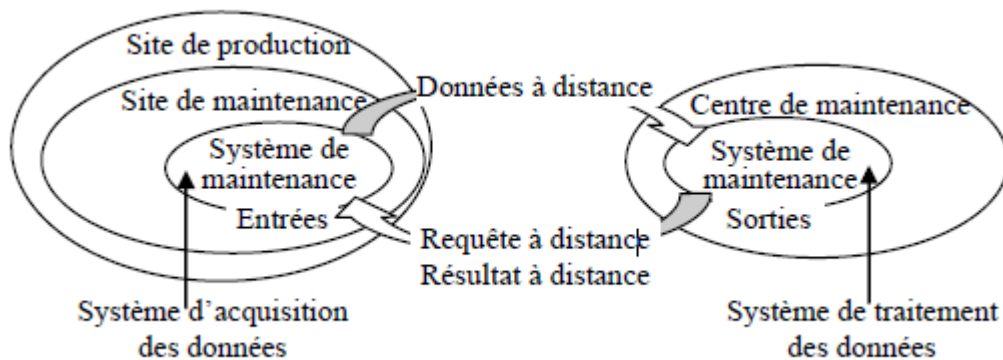 Site de production
Site de maintenance
Système de
maintenance
Entrées
Données à distance
Requête à distance
Résultat à distance
Centre de maintenance
Système de
maintenance
Sorties
Système d'acquisition
des données
Système de traitement
des données